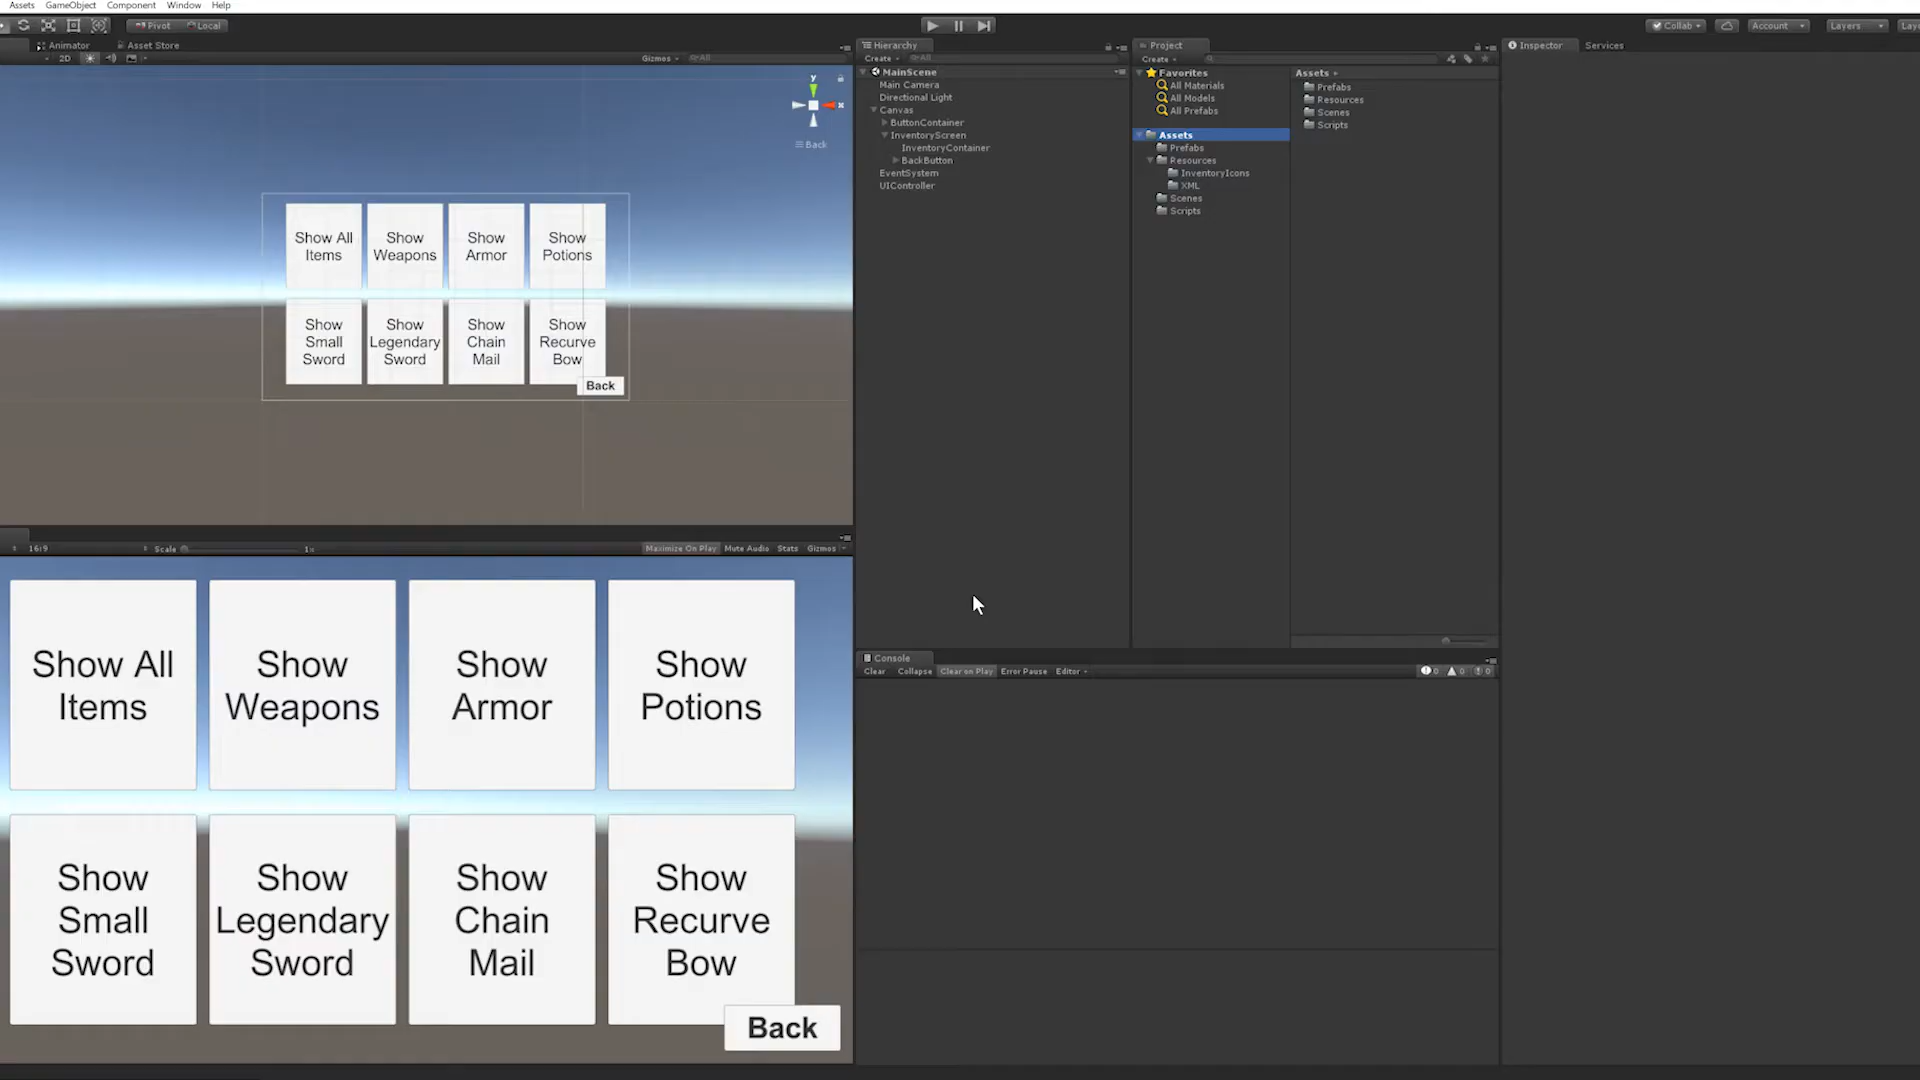 Assets GameObject Component Window Help
Pivot Local
Collab Account Layers
Animator Asset Store
Hierarchy
Project
Inspector Services
2D
Gizmos All
Create All
Create
MainScene
Main Camera
Directional Light
Canvas
ButtonContainer
InventoryScreen
InventoryContainer
BackButton
EventSystem
UIController
Favorites
All Materials
All Models
All Prefabs
Assets
Prefabs
Resources
InventoryIcons
XML
Scenes
Scripts
Assets
Prefabs
Resources
Scenes
Scripts
y
x
Back
Show All
Items
Show
Weapons
Show
Armor
Show
Potions
Show
Small
Sword
Show
Legendary
Sword
Show
Chain
Mail
Show
Recurve
Bow
Back
16:9 Scale 1x Maximize On Play Mute Audio Stats Gizmos
Show All
Items
Show
Weapons
Show
Armor
Show
Potions
Show
Small
Sword
Show
Legendary
Sword
Show
Chain
Mail
Show
Recurve
Bow
Back
Console
Clear Collapse Clear on Play Error Pause Editor 0 0 0